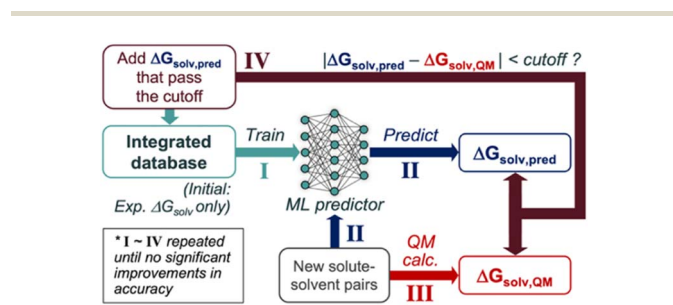 Add ΔGsolv,pred
that pass
the cutoff
IV
|ΔGsolv,pred – ΔGsolv,QM| < cutoff ?
Integrated
database
Train
I
(Initial:
Exp. ΔGsolv only)
ML predictor
Predict
II
ΔGsolv,pred
II
* I ~ IV repeated
until no significant
improvements in
accuracy
New solute-
solvent pairs
QM
calc.
III
ΔGsolv,QM